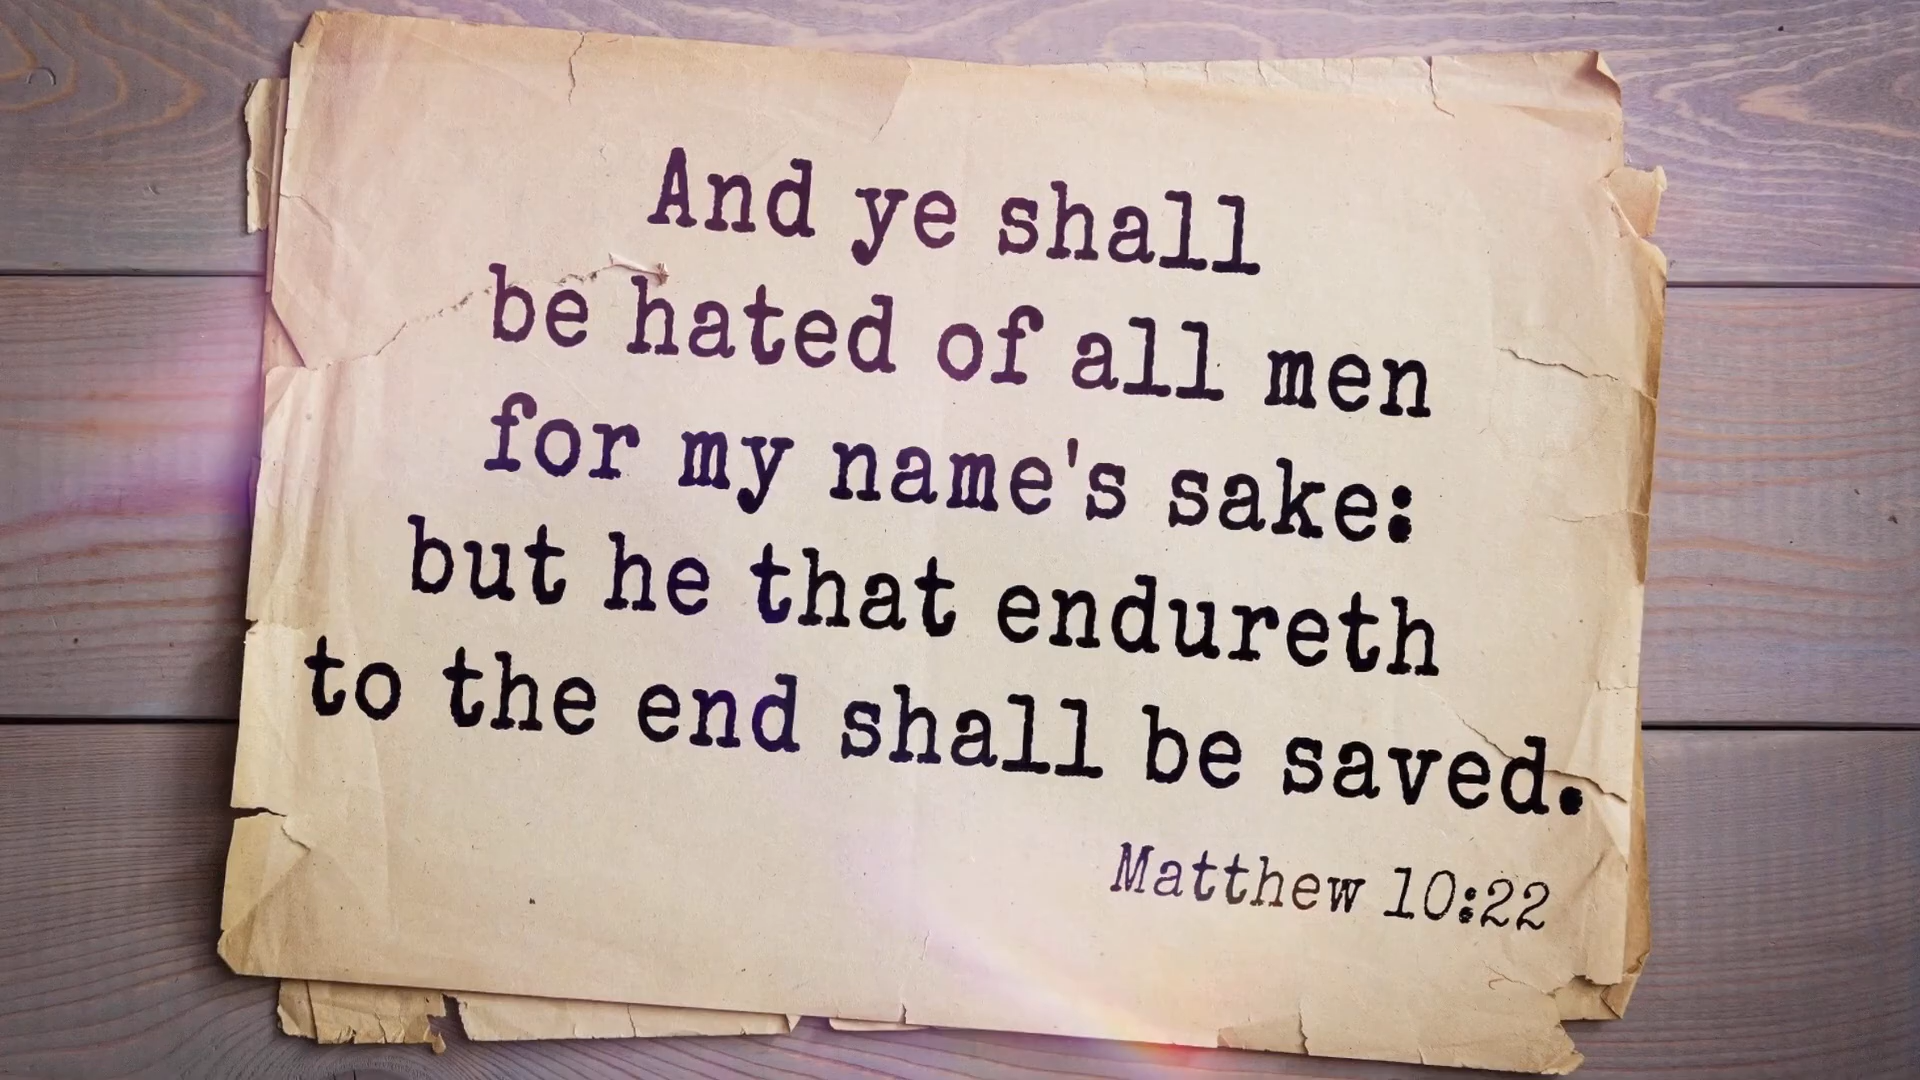 And ye shall
be hated of all men
for my name's sake:
but he that endureth
to the end shall be saved.
Matthew 10:22